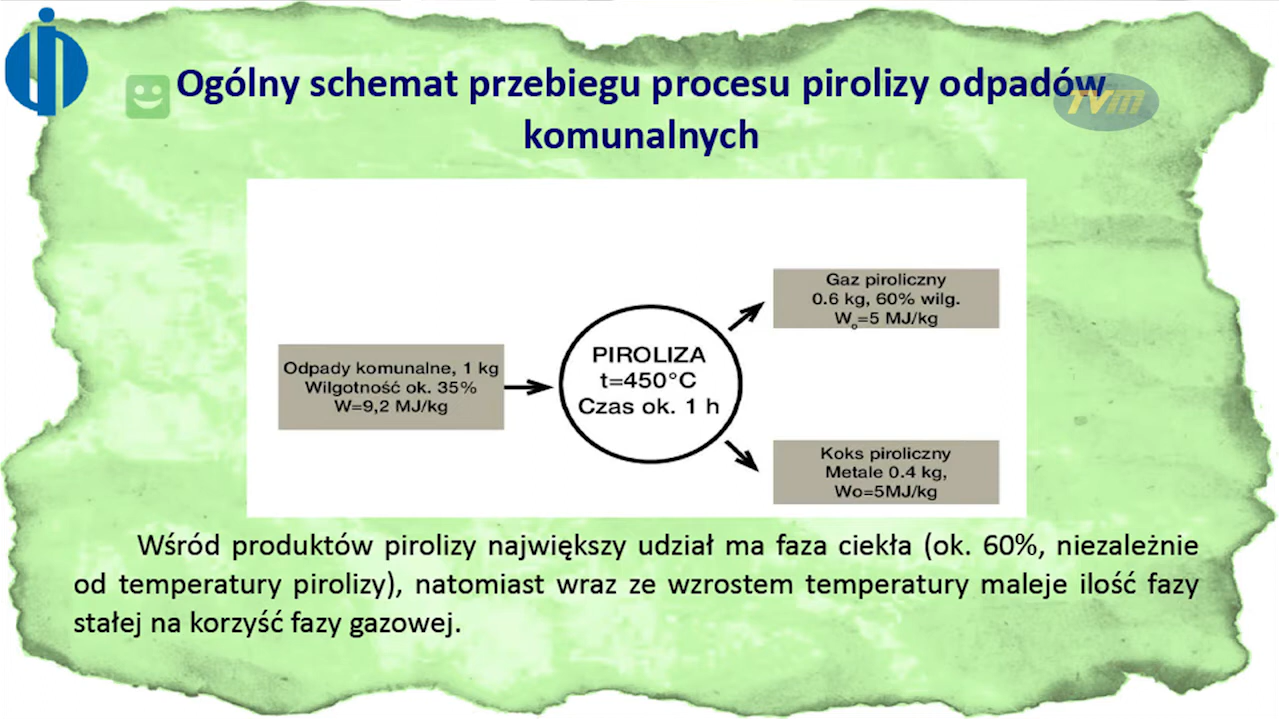 Ogólny schemat przebiegu procesu pirolizy odpadów
komunalnych
TVm
Odpady komunalne, 1 kg
Wilgotność ok. 35%
W=9,2 MJ/kg
PIROLIZA
t=450°C
Czas ok. 1 h
Gaz piroliczny
0.6 kg, 60% wilg.
Wo=5 MJ/kg
Koks piroliczny
Metale 0.4 kg,
Wo=5MJ/kg
Wśród produktów pirolizy największy udział ma faza ciekła (ok. 60%, niezależnie
od temperatury pirolizy), natomiast wraz ze wzrostem temperatury maleje ilość fazy
stałej na korzyść fazy gazowej.